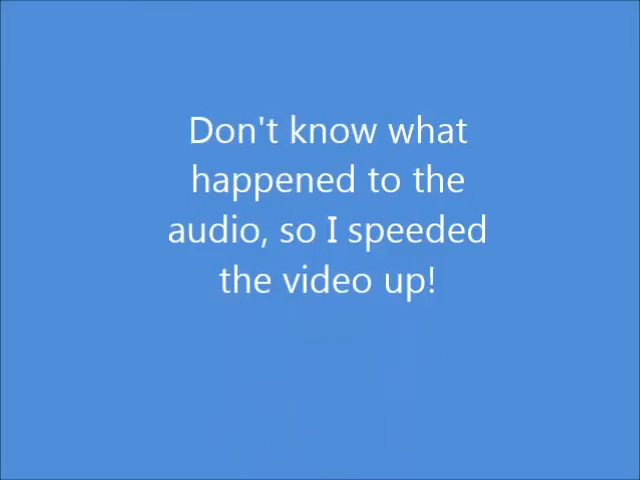 Don't know what
happened to the
audio, so I speeded
the video up!